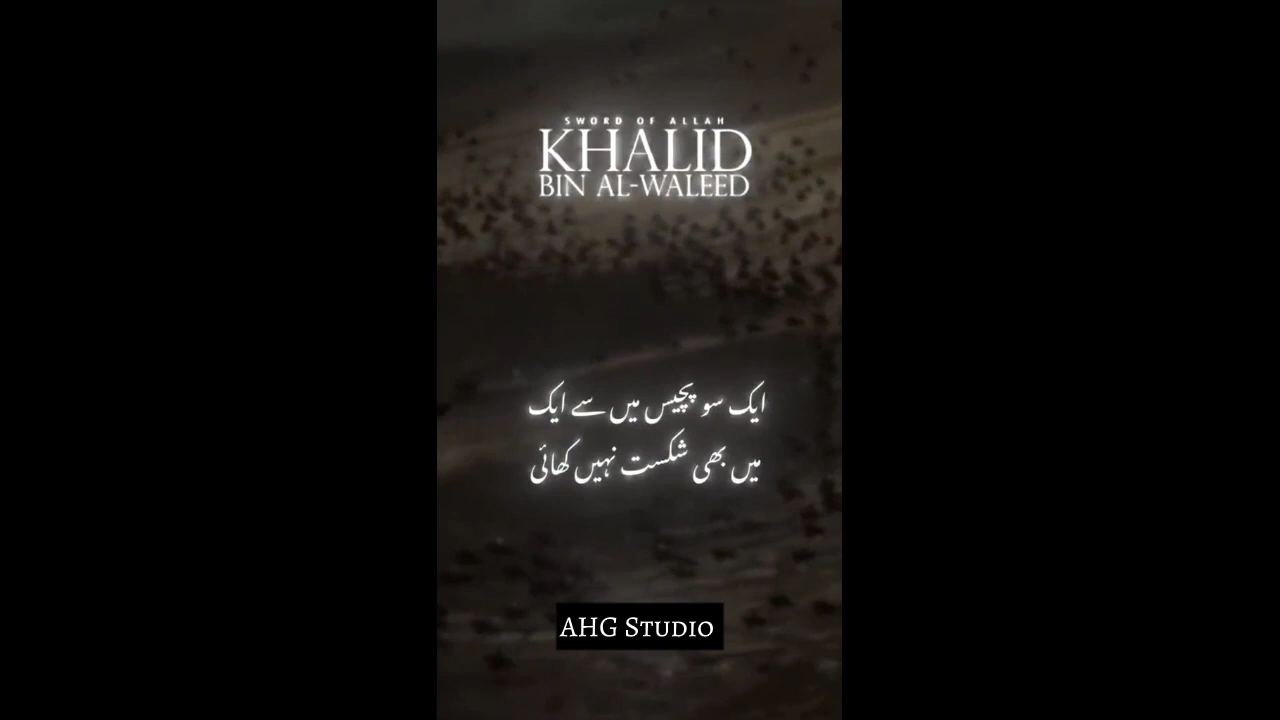 SWORD OF ALLAH
KHALID
BIN AL-WALEED
ایک سو پچیس میں سے ایک
میں بھی شکست نہیں کھائی
AHG STUDIO